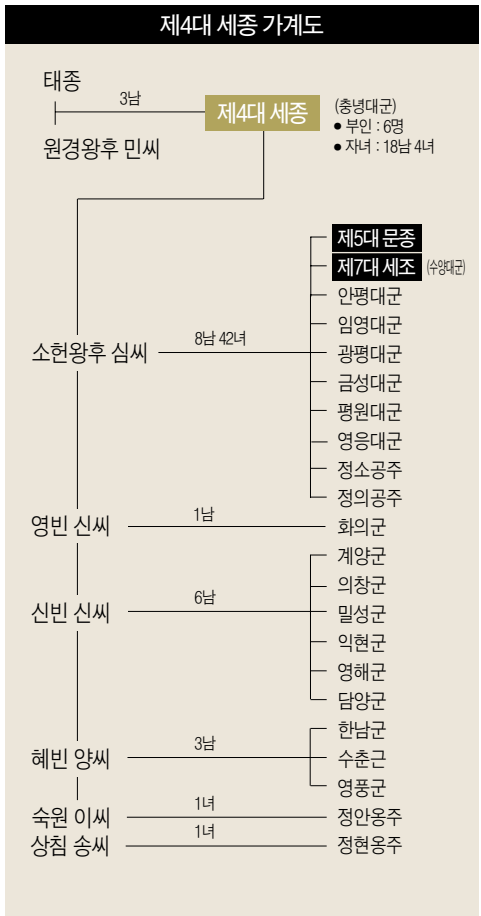 제4대 세종 가계도
태종
3남
제4대 세종
(충녕대군)
● 부인 : 6명
● 자녀 : 18남 4녀
원경왕후 민씨
소헌왕후 심씨
8남 42녀
제5대 문종
제7대 세조 (수양대군)
안평대군
임영대군
광평대군
금성대군
평원대군
영응대군
정소공주
정의공주
영빈 신씨
1남
화의군
신빈 신씨
6남
계양군
의창군
밀성군
익현군
영해군
담양군
혜빈 양씨
3남
한남군
수춘근
영풍군
숙원 이씨
1녀
정안옹주
상침 송씨
1녀
정현옹주